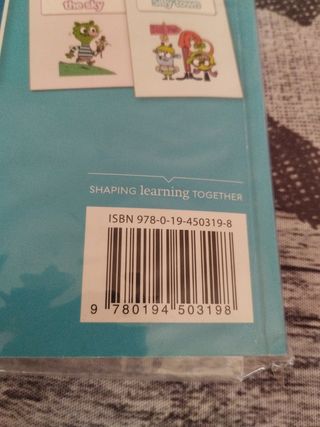 the sky
SHAPING learning TOGETHER
ISBN 978-0-19-450319-8
9 780194 503198